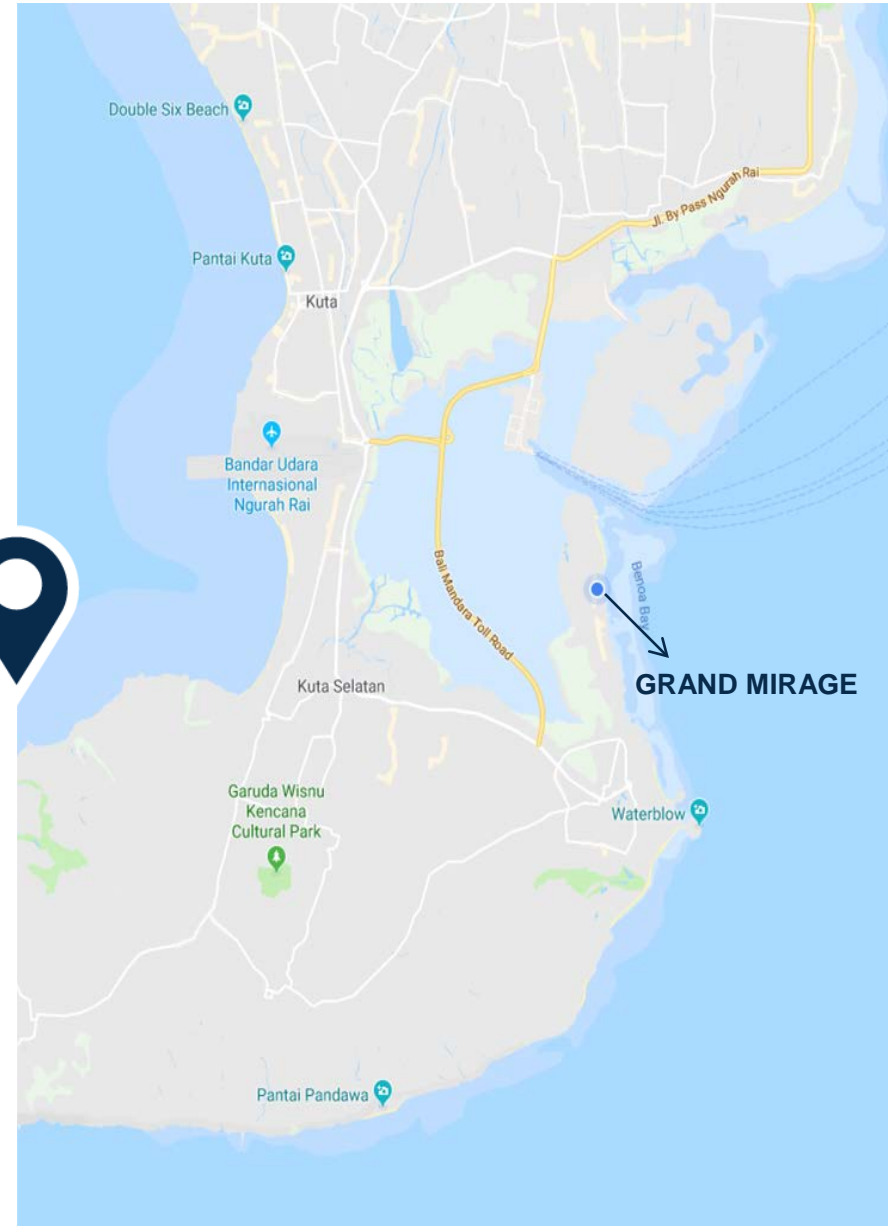 Double Six Beach
Jl. By Pass Ngurah Rai
Pantai Kuta
Kuta
Bandar Udara
Internasional
Ngurah Rai
Benoa Bay
Bali Mandara Toll Road
GRAND MIRAGE
Kuta Selatan
Garuda Wisnu
Kencana
Cultural Park
Waterblow
Pantai Pandawa